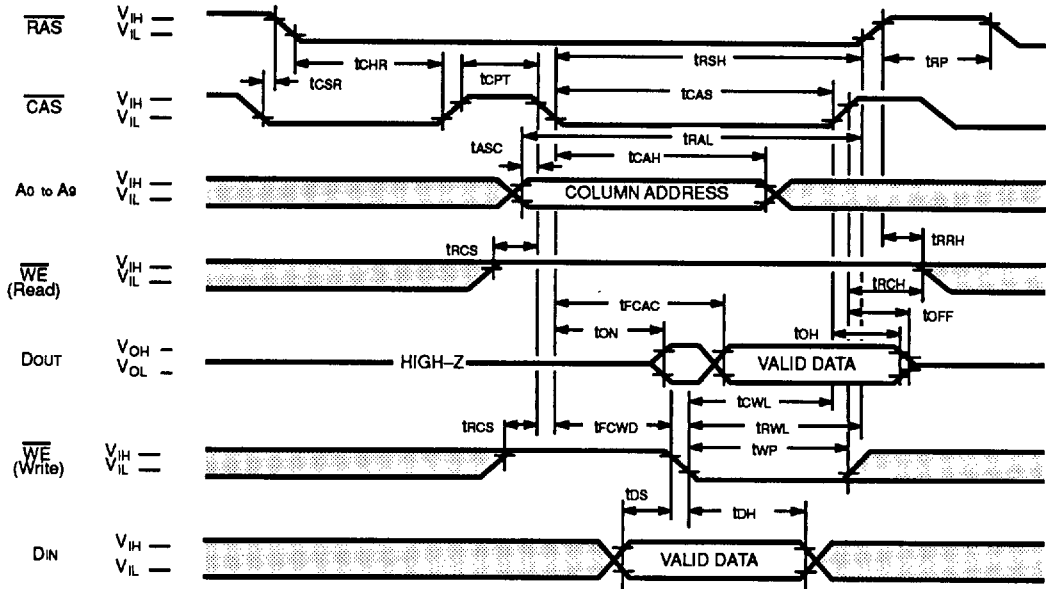 RAS VIH VIL
tCHR tCPT tRSH tRP
tCSR
CAS VIH VIL tCAS
tASC tRAL
tCAH
A0 to A9 VIH VIL COLUMN ADDRESS
tRCS tRRH
WE (Read) VIH VIL
tRCH
tFCAC tOFF
tON tOH
DOUT VOH VOL HIGH–Z VALID DATA
tCWL
tRCS tFCWD tRWL
WE (Write) VIH VIL tWP
tDS tDH
DIN VIH VIL VALID DATA